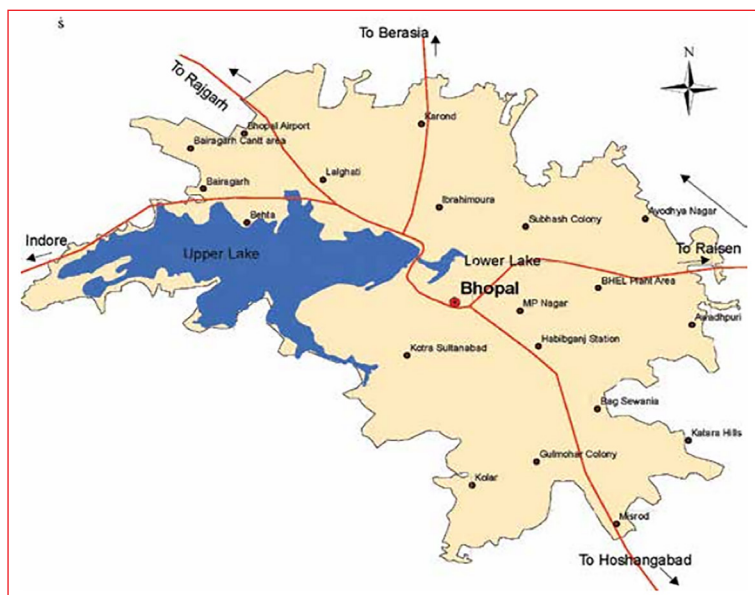 ṡ
To Berasia
N
To Rajgarh
Karond
Bhopal Airport
Bairagarh Cantt area
Lalghati
Bairagarh
Ibrahimoura
Ayodhya Nagar
Behta
Subhash Colony
Indore
Upper Lake
Lower Lake
To Raisen
Bhopal
BHEL Plant Area
MP Nagar
Awadhpuri
Habibganj Station
Kotra Sultanabad
Bag Sewania
Katara Hills
Gulmohar Colony
Kolar
Misrod
To Hoshangabad